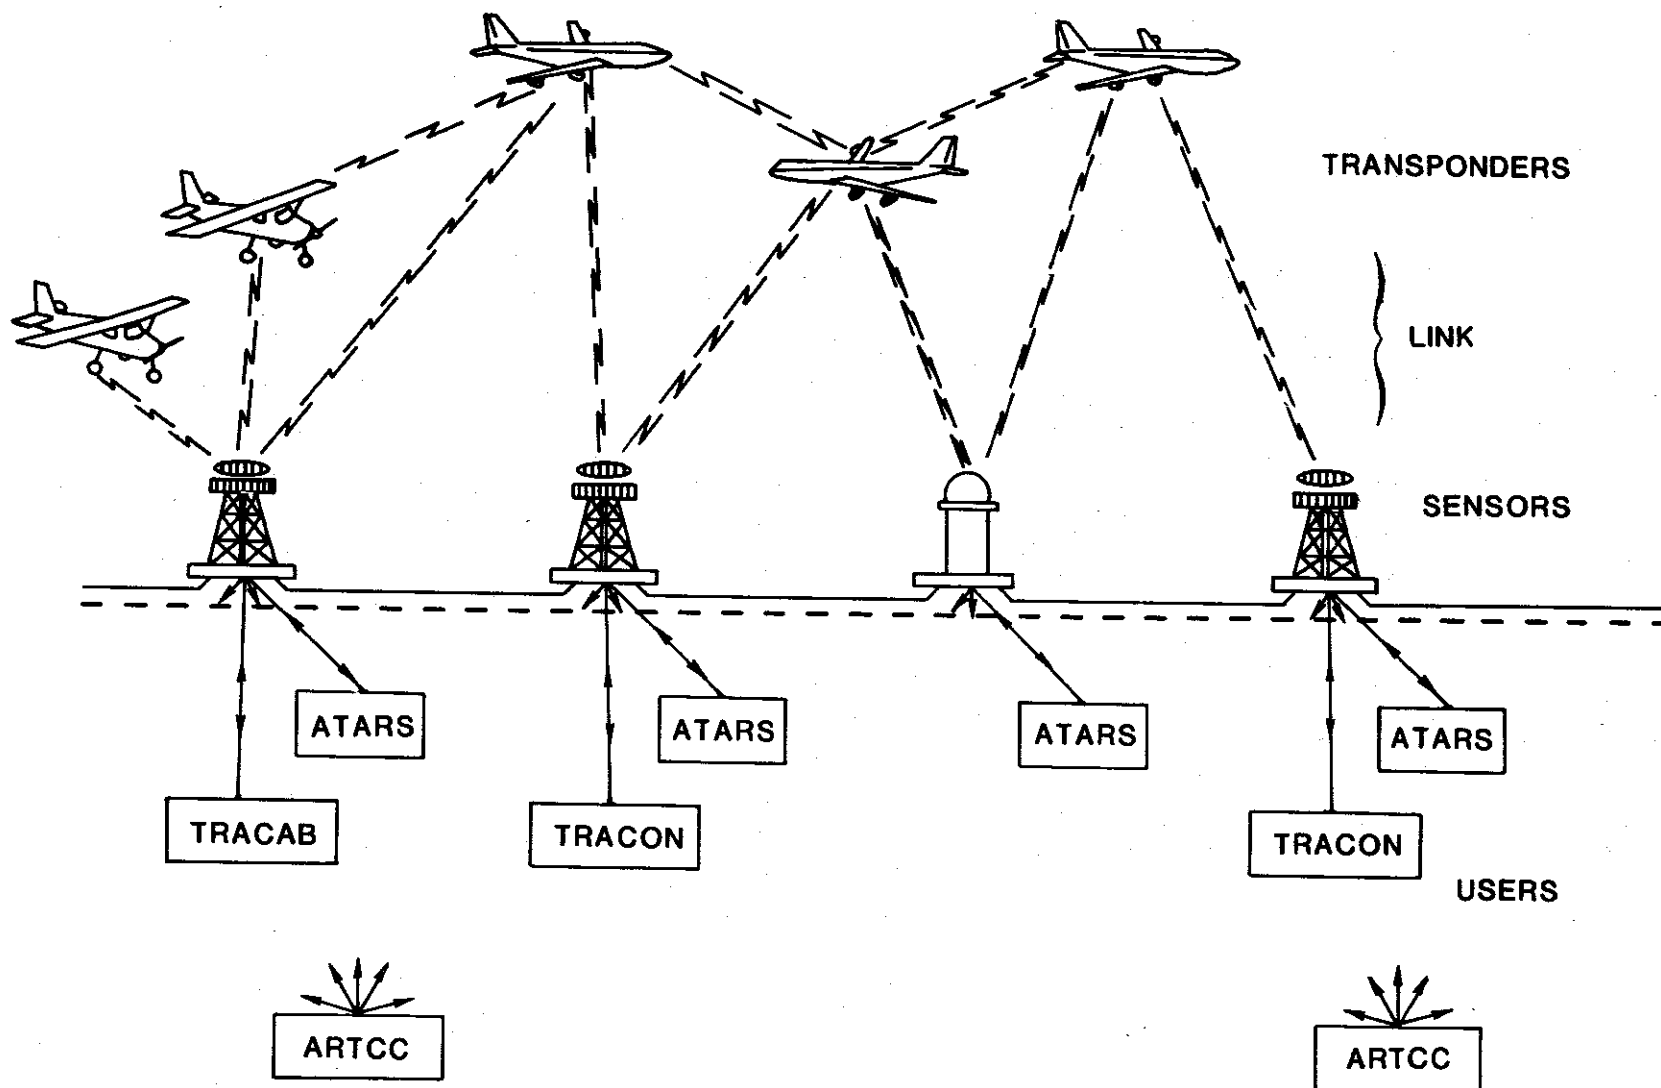 TRANSPONDERS
LINK
SENSORS
ATARS
ATARS
ATARS
ATARS
TRACAB
TRACON
TRACON
USERS
ARTCC
ARTCC